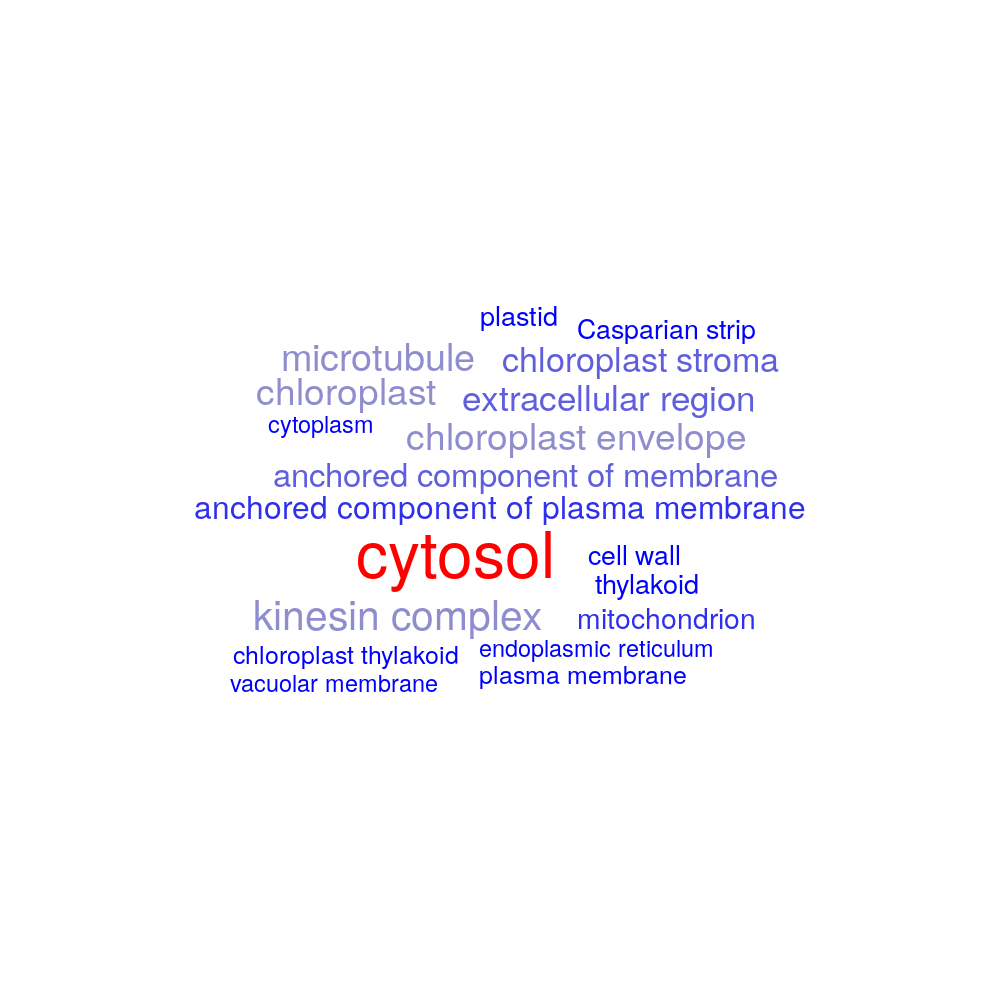 plastid
Casparian strip
microtubule
chloroplast stroma
chloroplast
extracellular region
cytoplasm
chloroplast envelope
anchored component of membrane
anchored component of plasma membrane
cytosol
cell wall
thylakoid
kinesin complex
mitochondrion
chloroplast thylakoid
endoplasmic reticulum
vacuolar membrane
plasma membrane